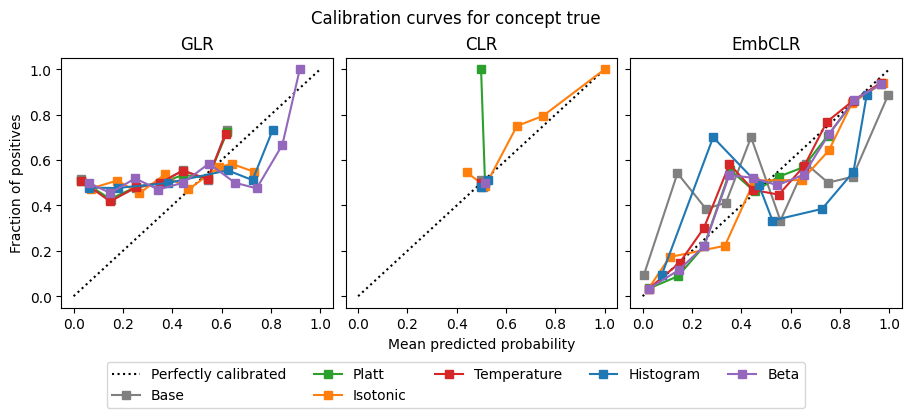 Calibration curves for concept true
GLR
CLR
EmbCLR
Fraction of positives
1.0
0.8
0.6
0.4
0.2
0.0
0.0 0.2 0.4 0.6 0.8 1.0
0.0 0.2 0.4 0.6 0.8 1.0
0.0 0.2 0.4 0.6 0.8 1.0
Mean predicted probability
Perfectly calibrated
Base
Platt
Isotonic
Temperature
Histogram
Beta